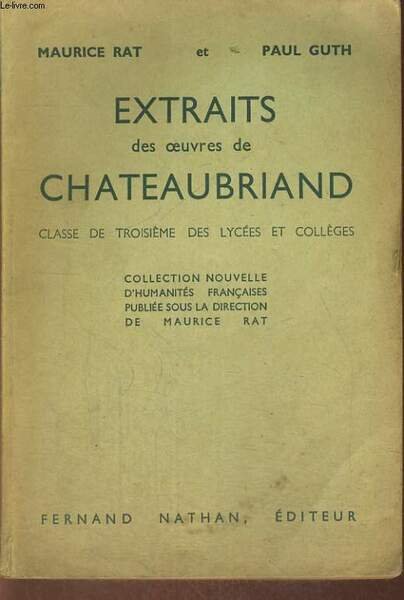 Le-livre.com
MAURICE RAT et PAUL GUTH
EXTRAITS
des œuvres de
CHATEAUBRIAND
CLASSE DE TROISIÈME DES LYCÉES ET COLLÈGES
COLLECTION NOUVELLE
D'HUMANITÉS FRANÇAISES
PUBLIÉE SOUS LA DIRECTION
DE MAURICE RAT
FERNAND NATHAN, ÉDITEUR